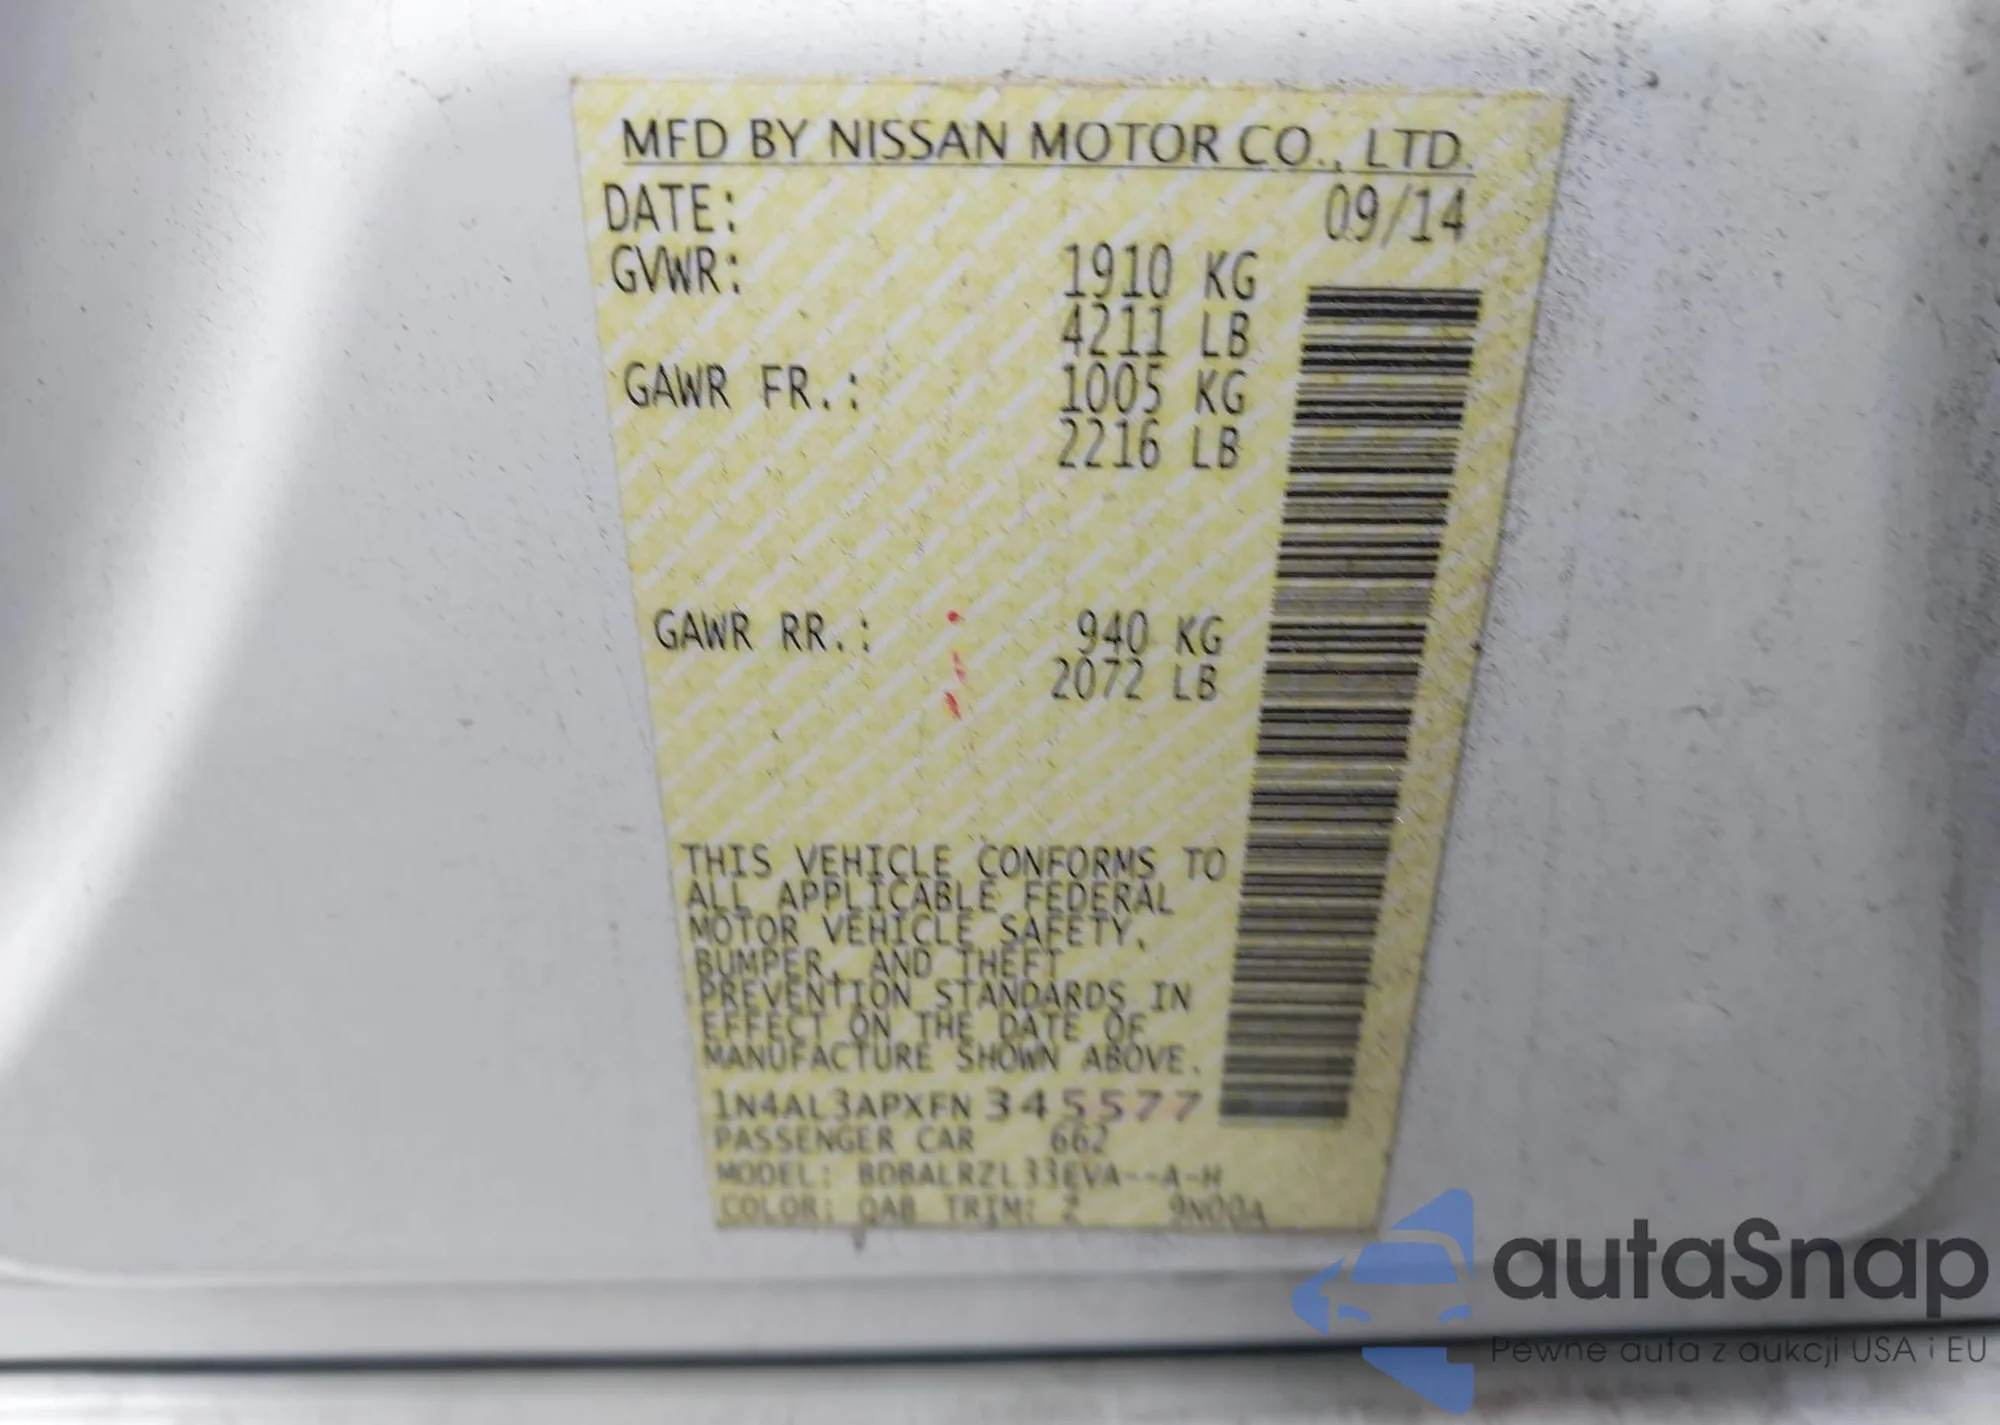 MFD BY NISSAN MOTOR CO., LTD.
DATE: 09/14
GVWR: 1910 KG
4211 LB
GAWR FR.: 1005 KG
2216 LB
GAWR RR.: 940 KG
2072 LB
THIS VEHICLE CONFORMS TO
ALL APPLICABLE FEDERAL
MOTOR VEHICLE SAFETY,
BUMPER, AND THEFT
PREVENTION STANDARDS IN
EFFECT ON THE DATE OF
MANUFACTURE SHOWN ABOVE.
1N4AL3APXFN345577
PASSENGER CAR 662
MODEL: BDBALRZL33EVA--A-H
COLOR: QAB TRIM: Z 9N00A
autaSnap
Pewne auta z aukcji USA i EU